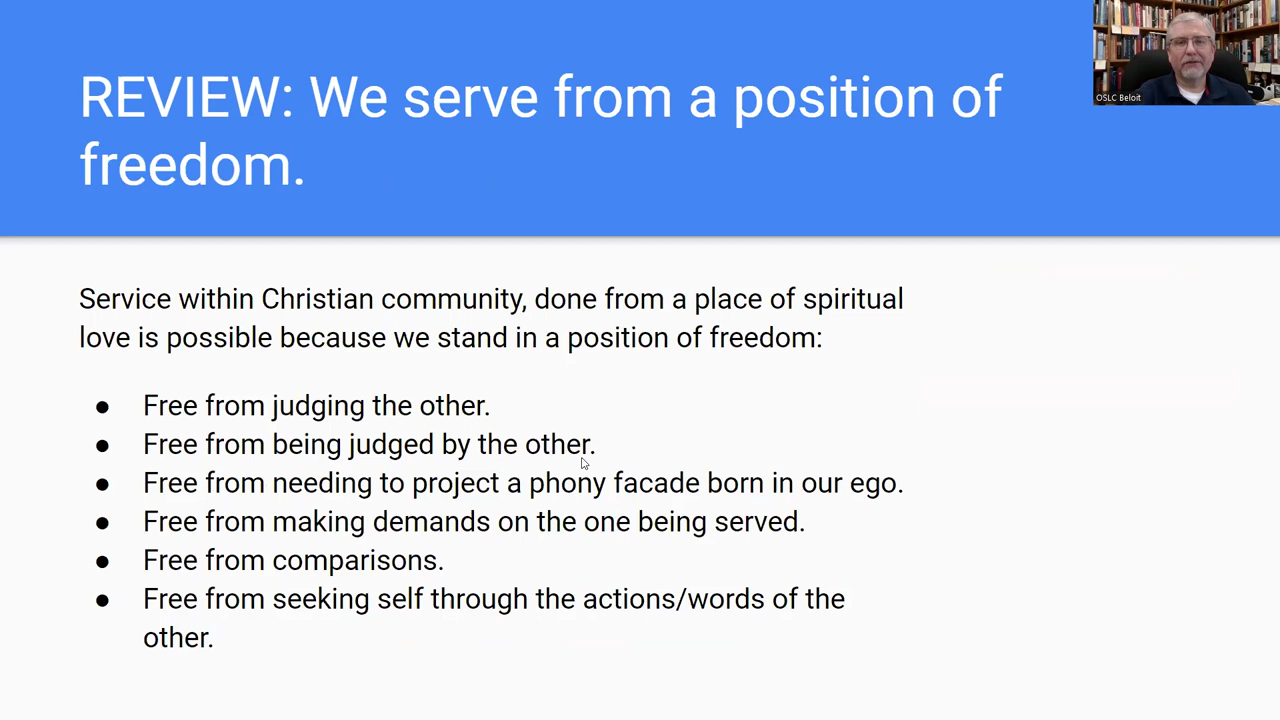 REVIEW: We serve from a position of
freedom.
OSLC Beloit
Service within Christian community, done from a place of spiritual
love is possible because we stand in a position of freedom:
● Free from judging the other.
● Free from being judged by the other.
● Free from needing to project a phony facade born in our ego.
● Free from making demands on the one being served.
● Free from comparisons.
● Free from seeking self through the actions/words of the
other.